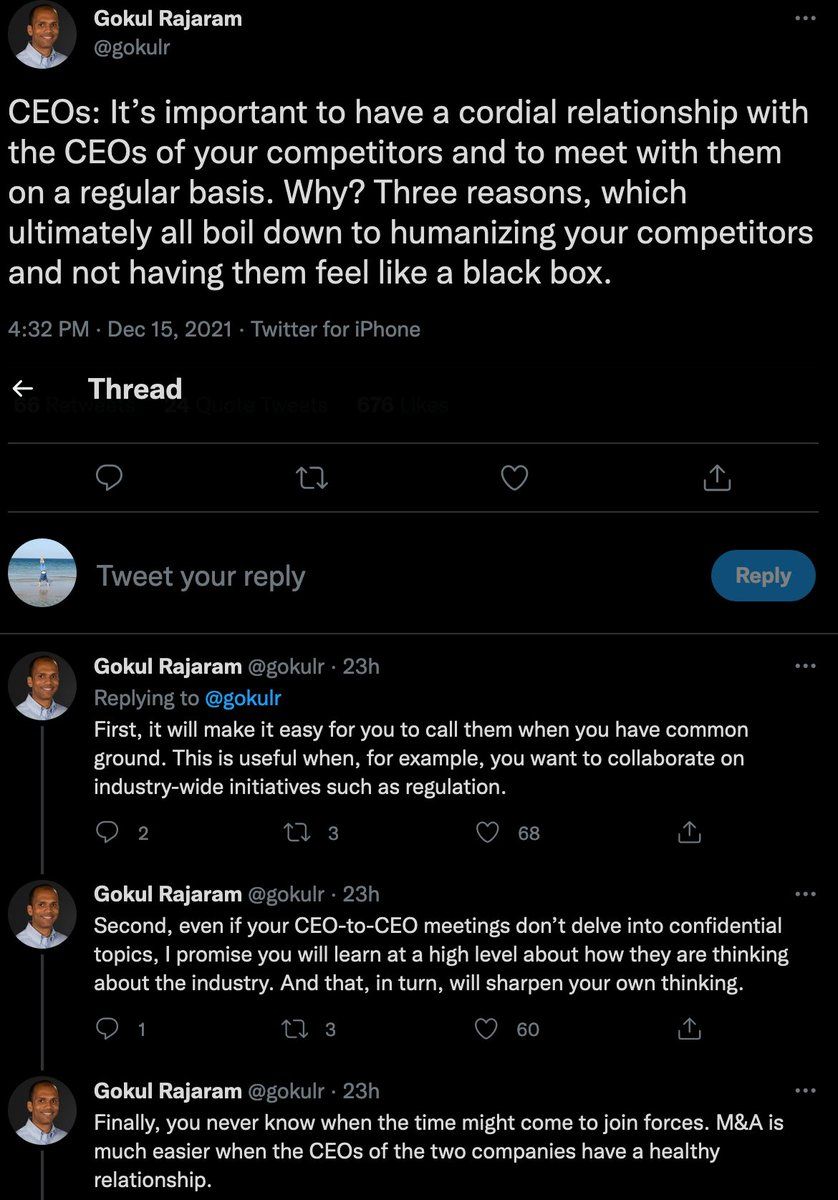 Gokul Rajaram
@gokulr
CEOs: It’s important to have a cordial relationship with
the CEOs of your competitors and to meet with them
on a regular basis. Why? Three reasons, which
ultimately all boil down to humanizing your competitors
and not having them feel like a black box.
4:32 PM · Dec 15, 2021 · Twitter for iPhone
Thread
66 Retweets 24 Quote Tweets 676 Likes
Tweet your reply
Reply
Gokul Rajaram @gokulr · 23h
Replying to @gokulr
First, it will make it easy for you to call them when you have common
ground. This is useful when, for example, you want to collaborate on
industry-wide initiatives such as regulation.
2 3 68
Gokul Rajaram @gokulr · 23h
Second, even if your CEO-to-CEO meetings don’t delve into confidential
topics, I promise you will learn at a high level about how they are thinking
about the industry. And that, in turn, will sharpen your own thinking.
1 3 60
Gokul Rajaram @gokulr · 23h
Finally, you never know when the time might come to join forces. M&A is
much easier when the CEOs of the two companies have a healthy
relationship.